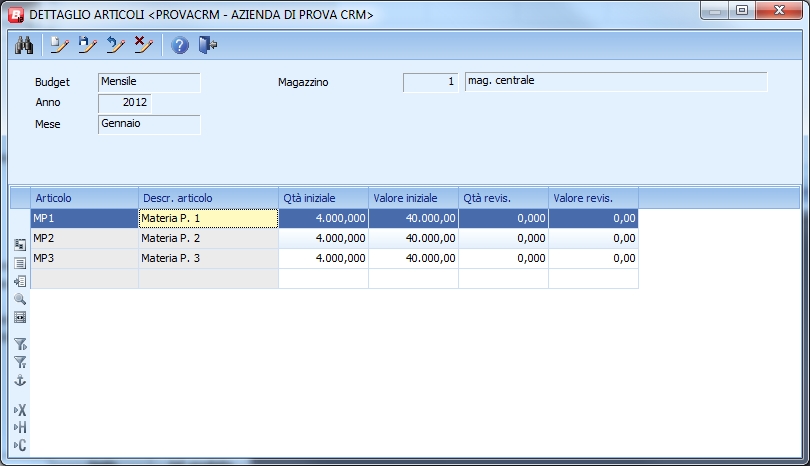 DETTAGLIO ARTICOLI <PROVACRM - AZIENDA DI PROVA CRM>
Budget Mensile Magazzino 1 mag. centrale
Anno 2012
Mese Gennaio
Articolo Descr. articolo Qtà iniziale Valore iniziale Qtà revis. Valore revis.
MP1 Materia P. 1 4.000,000 40.000,00 0,000 0,00
MP2 Materia P. 2 4.000,000 40.000,00 0,000 0,00
MP3 Materia P. 3 4.000,000 40.000,00 0,000 0,00
X
H
C